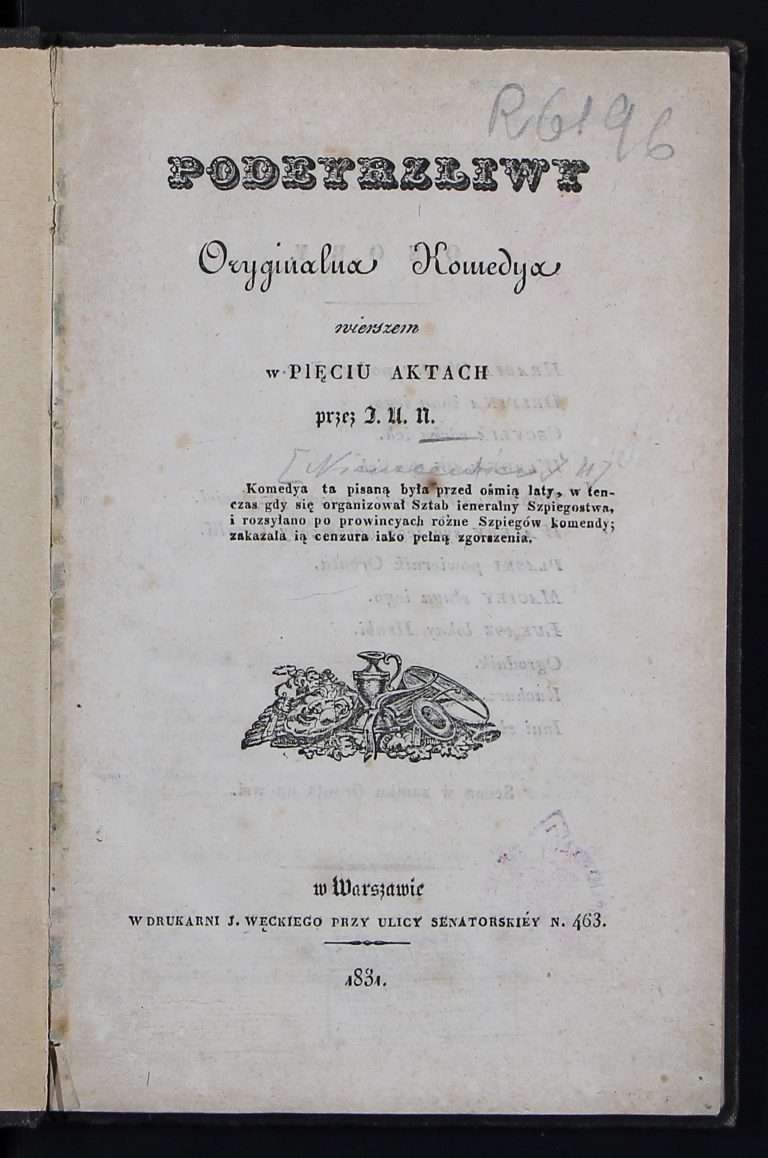 R 6196
PODEYRZLIWY
Oryginalna Komedya
wierszem
w PIĘCIU AKTACH
przez J. U. N.
Komedya ta pisaną była przed ośmią laty, w ten-
czas gdy się organizował Sztab ieneralny Szpiegostwa,
i rozsyłano po prowincyach różne Szpiegów komendy;
zakazała ią cenzura iako pełną zgorszenia.
w Warszawie
W DRUKARNI J. WĘCKIEGO PRZY ULICY SENATORSKIÉY N. 463.
1831.